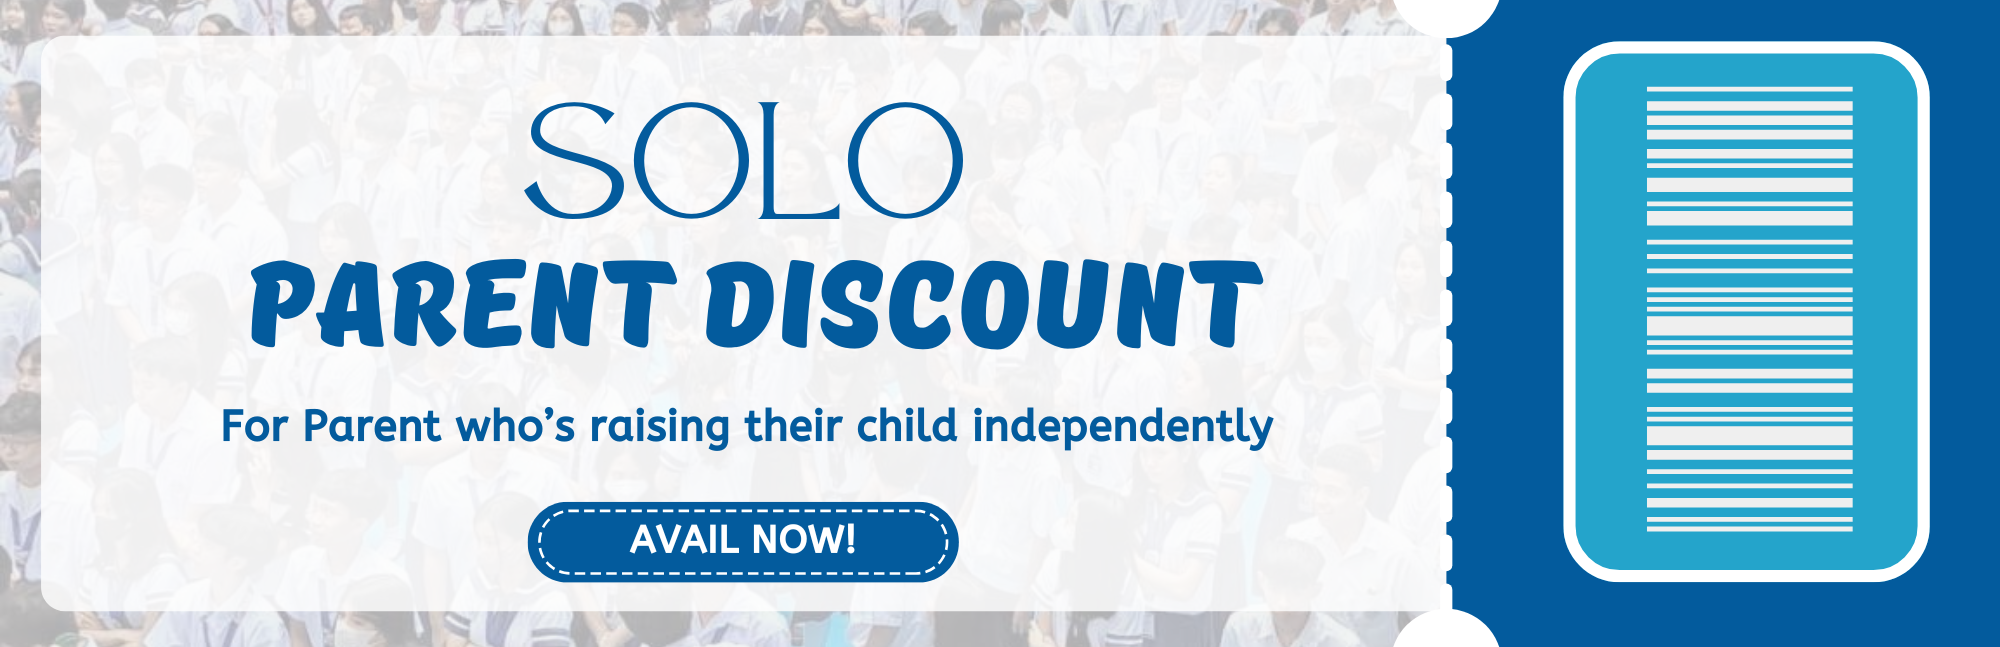 SOLO
PARENT DISCOUNT
For Parent who’s raising their child independently
AVAIL NOW!